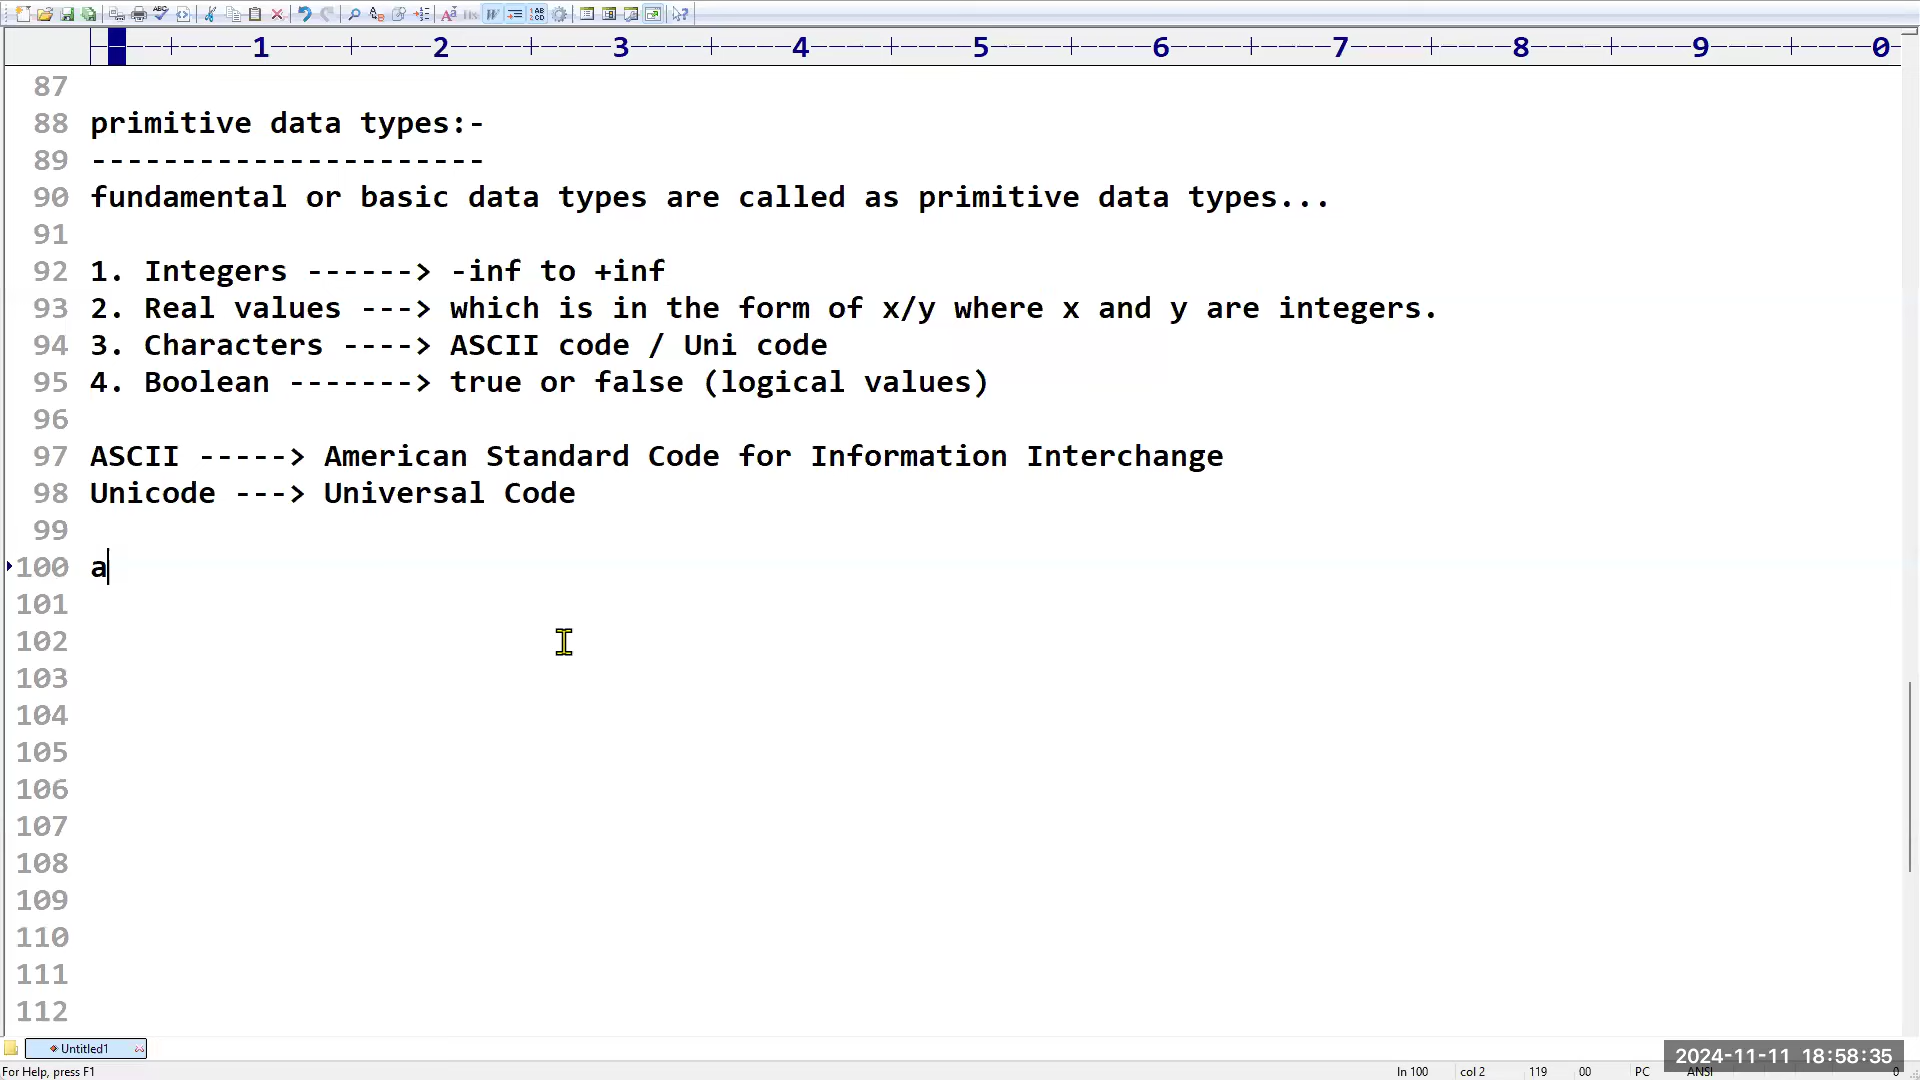 ----+----1----+----2----+----3----+----4----+----5----+----6----+----7----+----8----+----9----+----0
87
88 primitive data types:-
89 ----------------------
90 fundamental or basic data types are called as primitive data types...
91
92 1. Integers ------> -inf to +inf
93 2. Real values ---> which is in the form of x/y where x and y are integers.
94 3. Characters ----> ASCII code / Uni code
95 4. Boolean -------> true or false (logical values)
96
97 ASCII -----> American Standard Code for Information Interchange
98 Unicode ---> Universal Code
99
100 a
101
102
103
104
105
106
107
108
109
110
111
112
Untitled1
2024-11-11 18:58:35
For Help, press F1 ln 100 col 2 119 00 PC ANSI 0